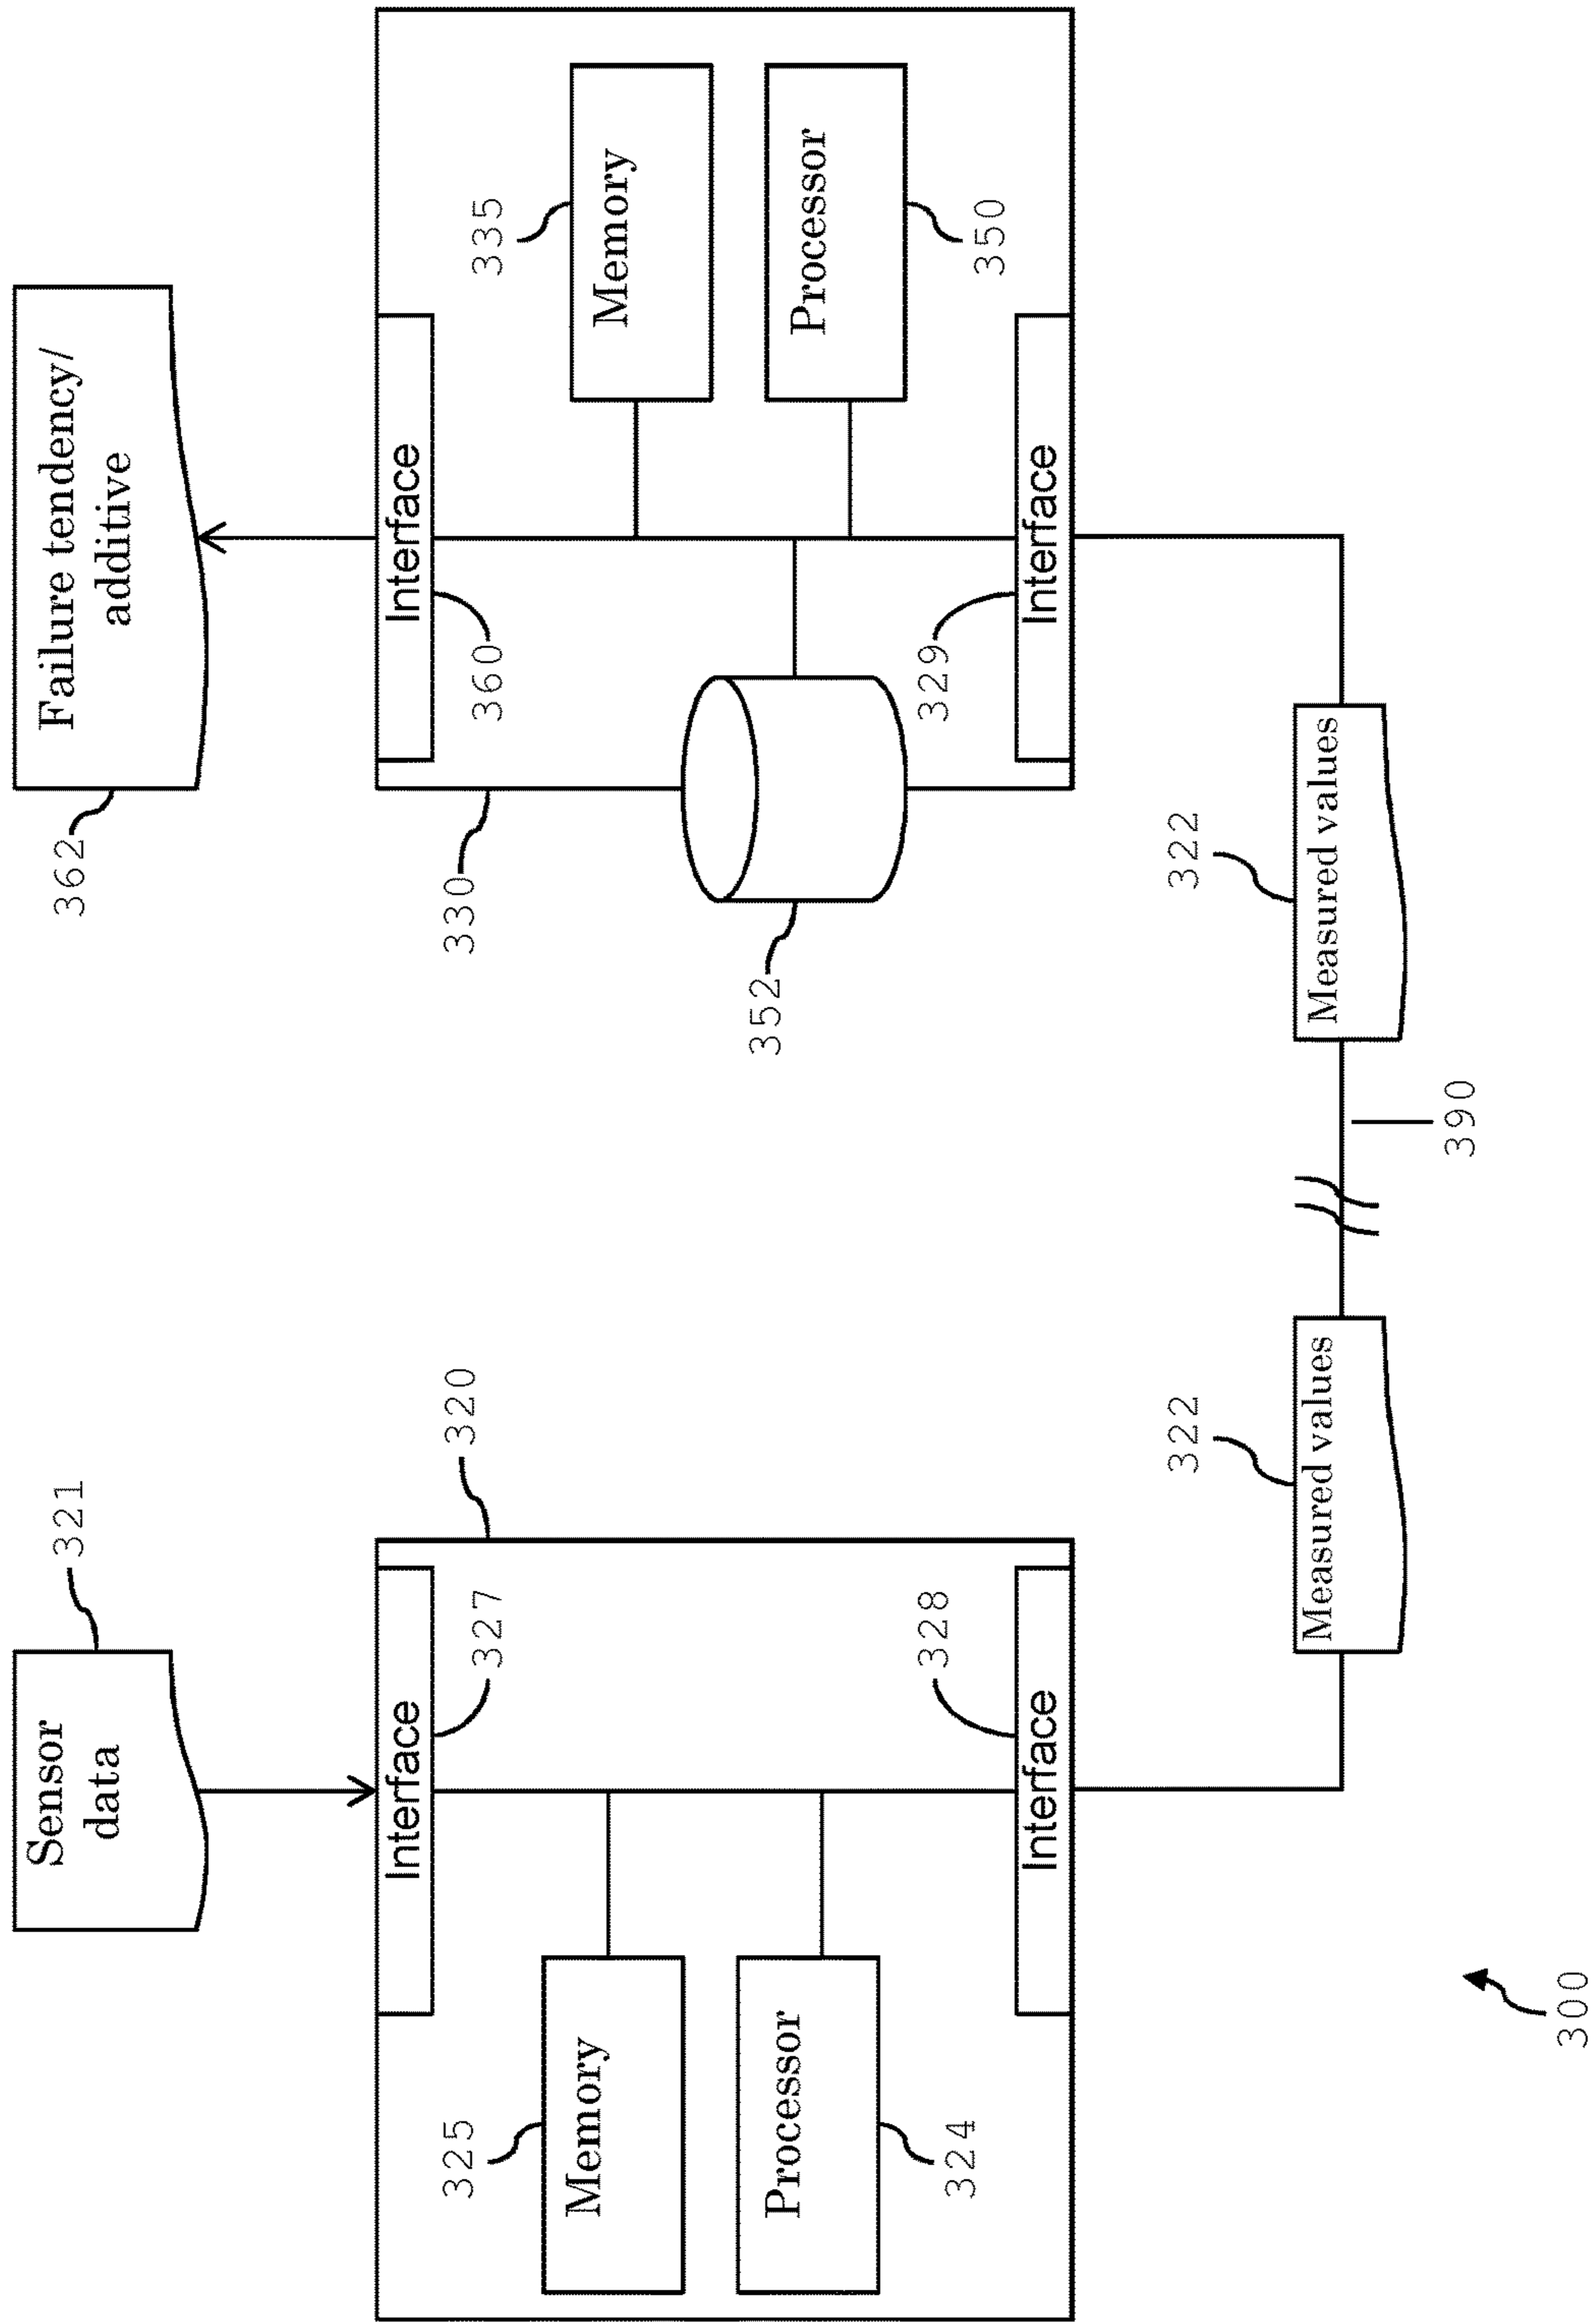 Sensor
data
321
Failure tendency/
additive
362
Interface
327
320
Interface
360
330
325
Memory
335
Memory
Processor
324
352
Processor
350
328
Interface
329
Interface
322
Measured values
322
Measured values
390
300